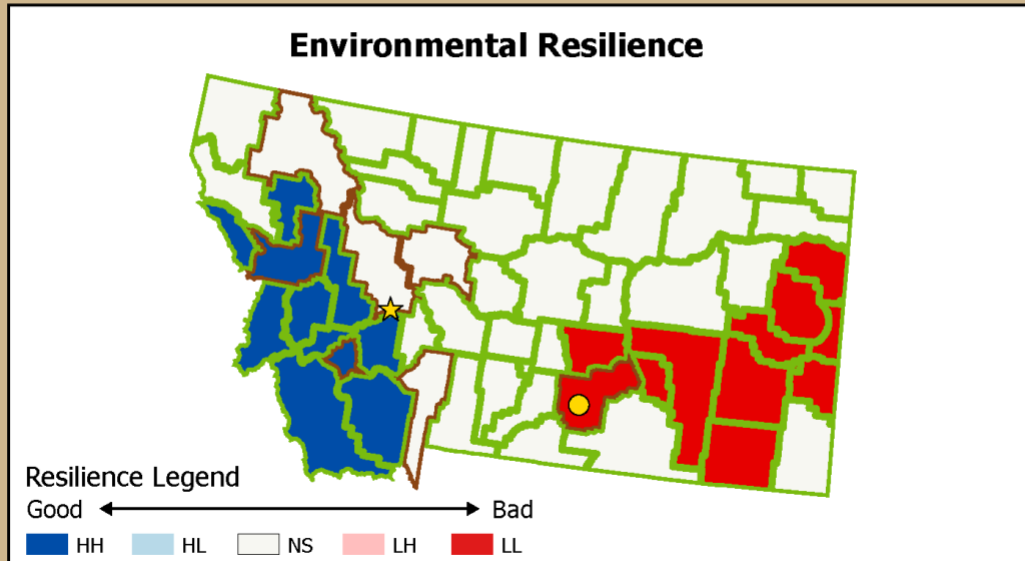 Environmental Resilience
Resilience Legend
Good Bad
HH HL NS LH LL